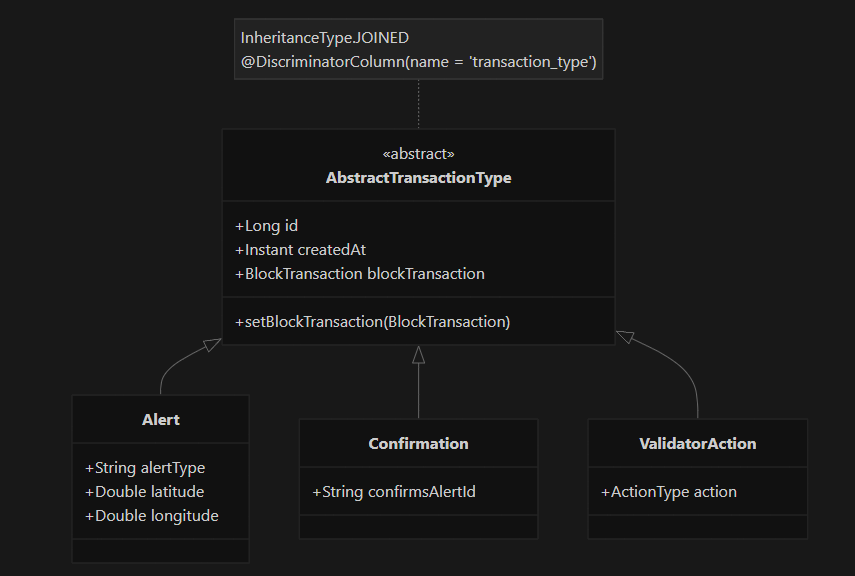 InheritanceType.JOINED
@DiscriminatorColumn(name = 'transaction_type')
«abstract»
AbstractTransactionType
+Long id
+Instant createdAt
+BlockTransaction blockTransaction
+setBlockTransaction(BlockTransaction)
Alert
+String alertType
+Double latitude
+Double longitude
Confirmation
+String confirmsAlertId
ValidatorAction
+ActionType action